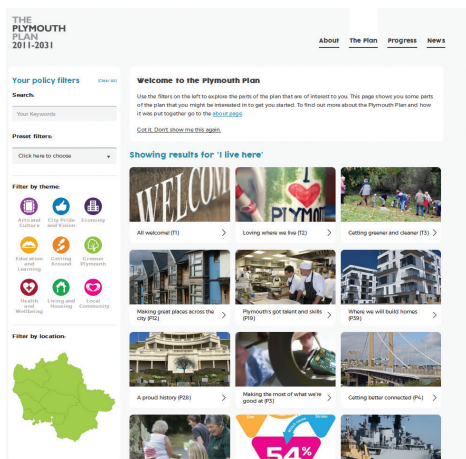 THE
PLYMOUTH
PLAN
2011-2031
About The Plan Progress News
Your policy filters
(Clear All)
Search:
Your Keywords
Preset filters:
Click here to choose
Filter by theme:
Arts and
Culture
City Pride
and Vision
Economy
Education
and
Learning
Getting
Around
Greener
Plymouth
Health
and
Wellbeing
Living and
Housing
Local
Community
Filter by location:
Welcome to the Plymouth Plan
Use the filters on the left to explore the parts of the plan that are of interest to you. This page shows you some parts
of the plan that you might be interested in to get you started. To find out more about the Plymouth Plan and how
it was put together go to the about page.
Got it. Don't show me this again.
Showing results for 'I live here'
WELCOM
I
PLYMOU
All welcome! (T1)
Loving where we live (T2)
Getting greener and cleaner (T3)
Making great places across the
city (P12)
Plymouth's got talent and skills
(P19)
Where we will build homes
(P39)
A proud history (P28)
Making the most of what we're
good at (P3)
Getting better connected (P4)
54%